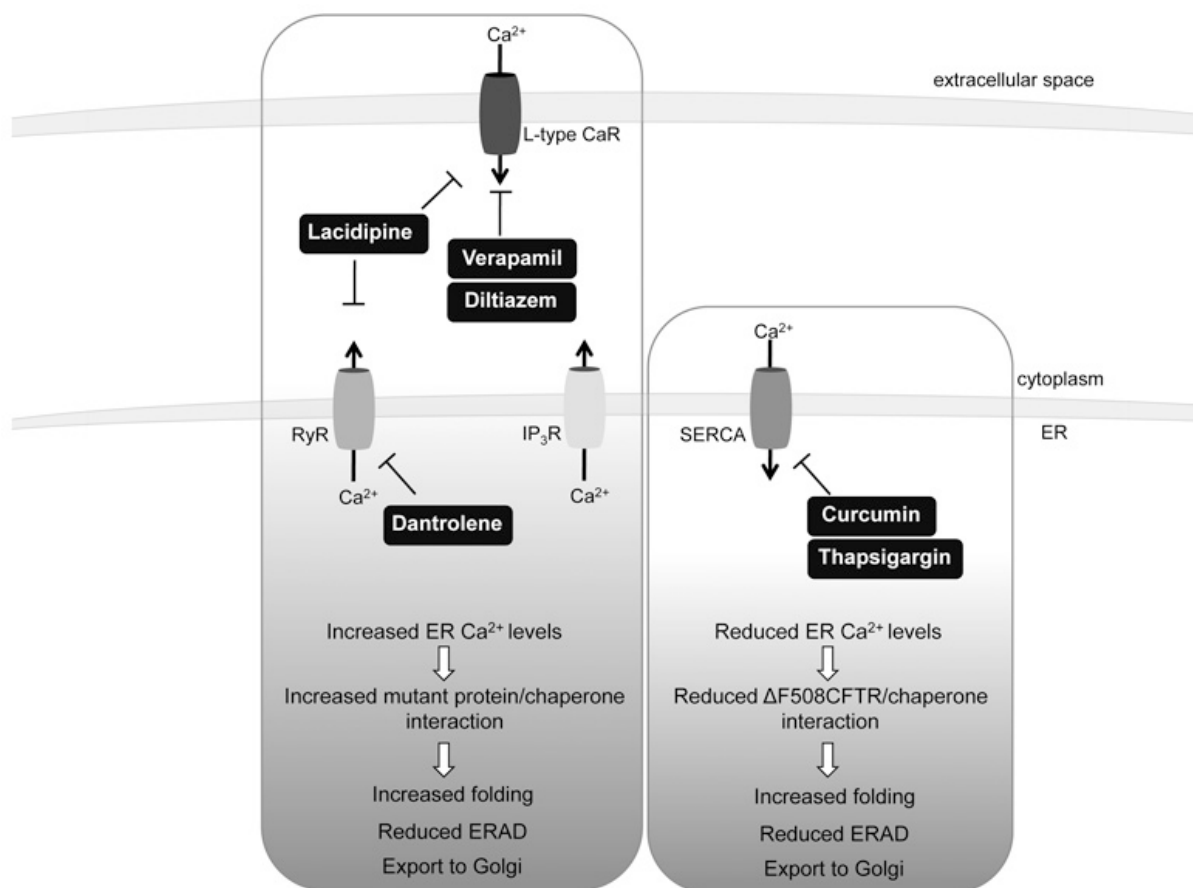 Ca²⁺
extracellular space
L-type CaR
Lacidipine
Verapamil
Diltiazem
Ca²⁺
cytoplasm
RyR
IP₃R
SERCA
ER
Ca²⁺
Ca²⁺
Dantrolene
Curcumin
Thapsigargin
Increased ER Ca²⁺ levels
Increased mutant protein/chaperone
interaction
Increased folding
Reduced ERAD
Export to Golgi
Reduced ER Ca²⁺ levels
Reduced ΔF508CFTR/chaperone
interaction
Increased folding
Reduced ERAD
Export to Golgi